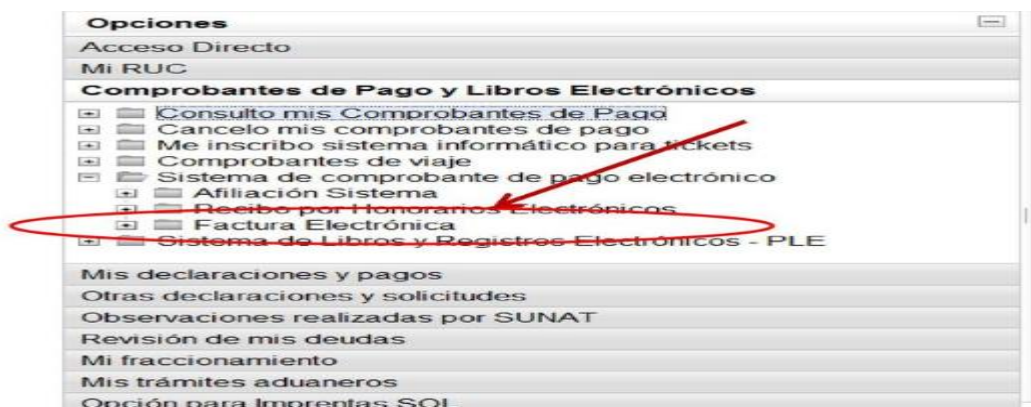 Opciones
Acceso Directo
Mi RUC
Comprobantes de Pago y Libros Electrónicos
Consulto mis Comprobantes de Pago
Cancelo mis comprobantes de pago
Me inscribo sistema informático para tickets
Comprobantes de viaje
Sistema de comprobante de pago electrónico
Afiliación Sistema
Recibo por Honorarios Electrónicos
Factura Electrónica
Sistema de Libros y Registros Electrónicos - PLE
Mis declaraciones y pagos
Otras declaraciones y solicitudes
Observaciones realizadas por SUNAT
Revisión de mis deudas
Mi fraccionamiento
Mis trámites aduaneros
Opción para Imprentas SOL